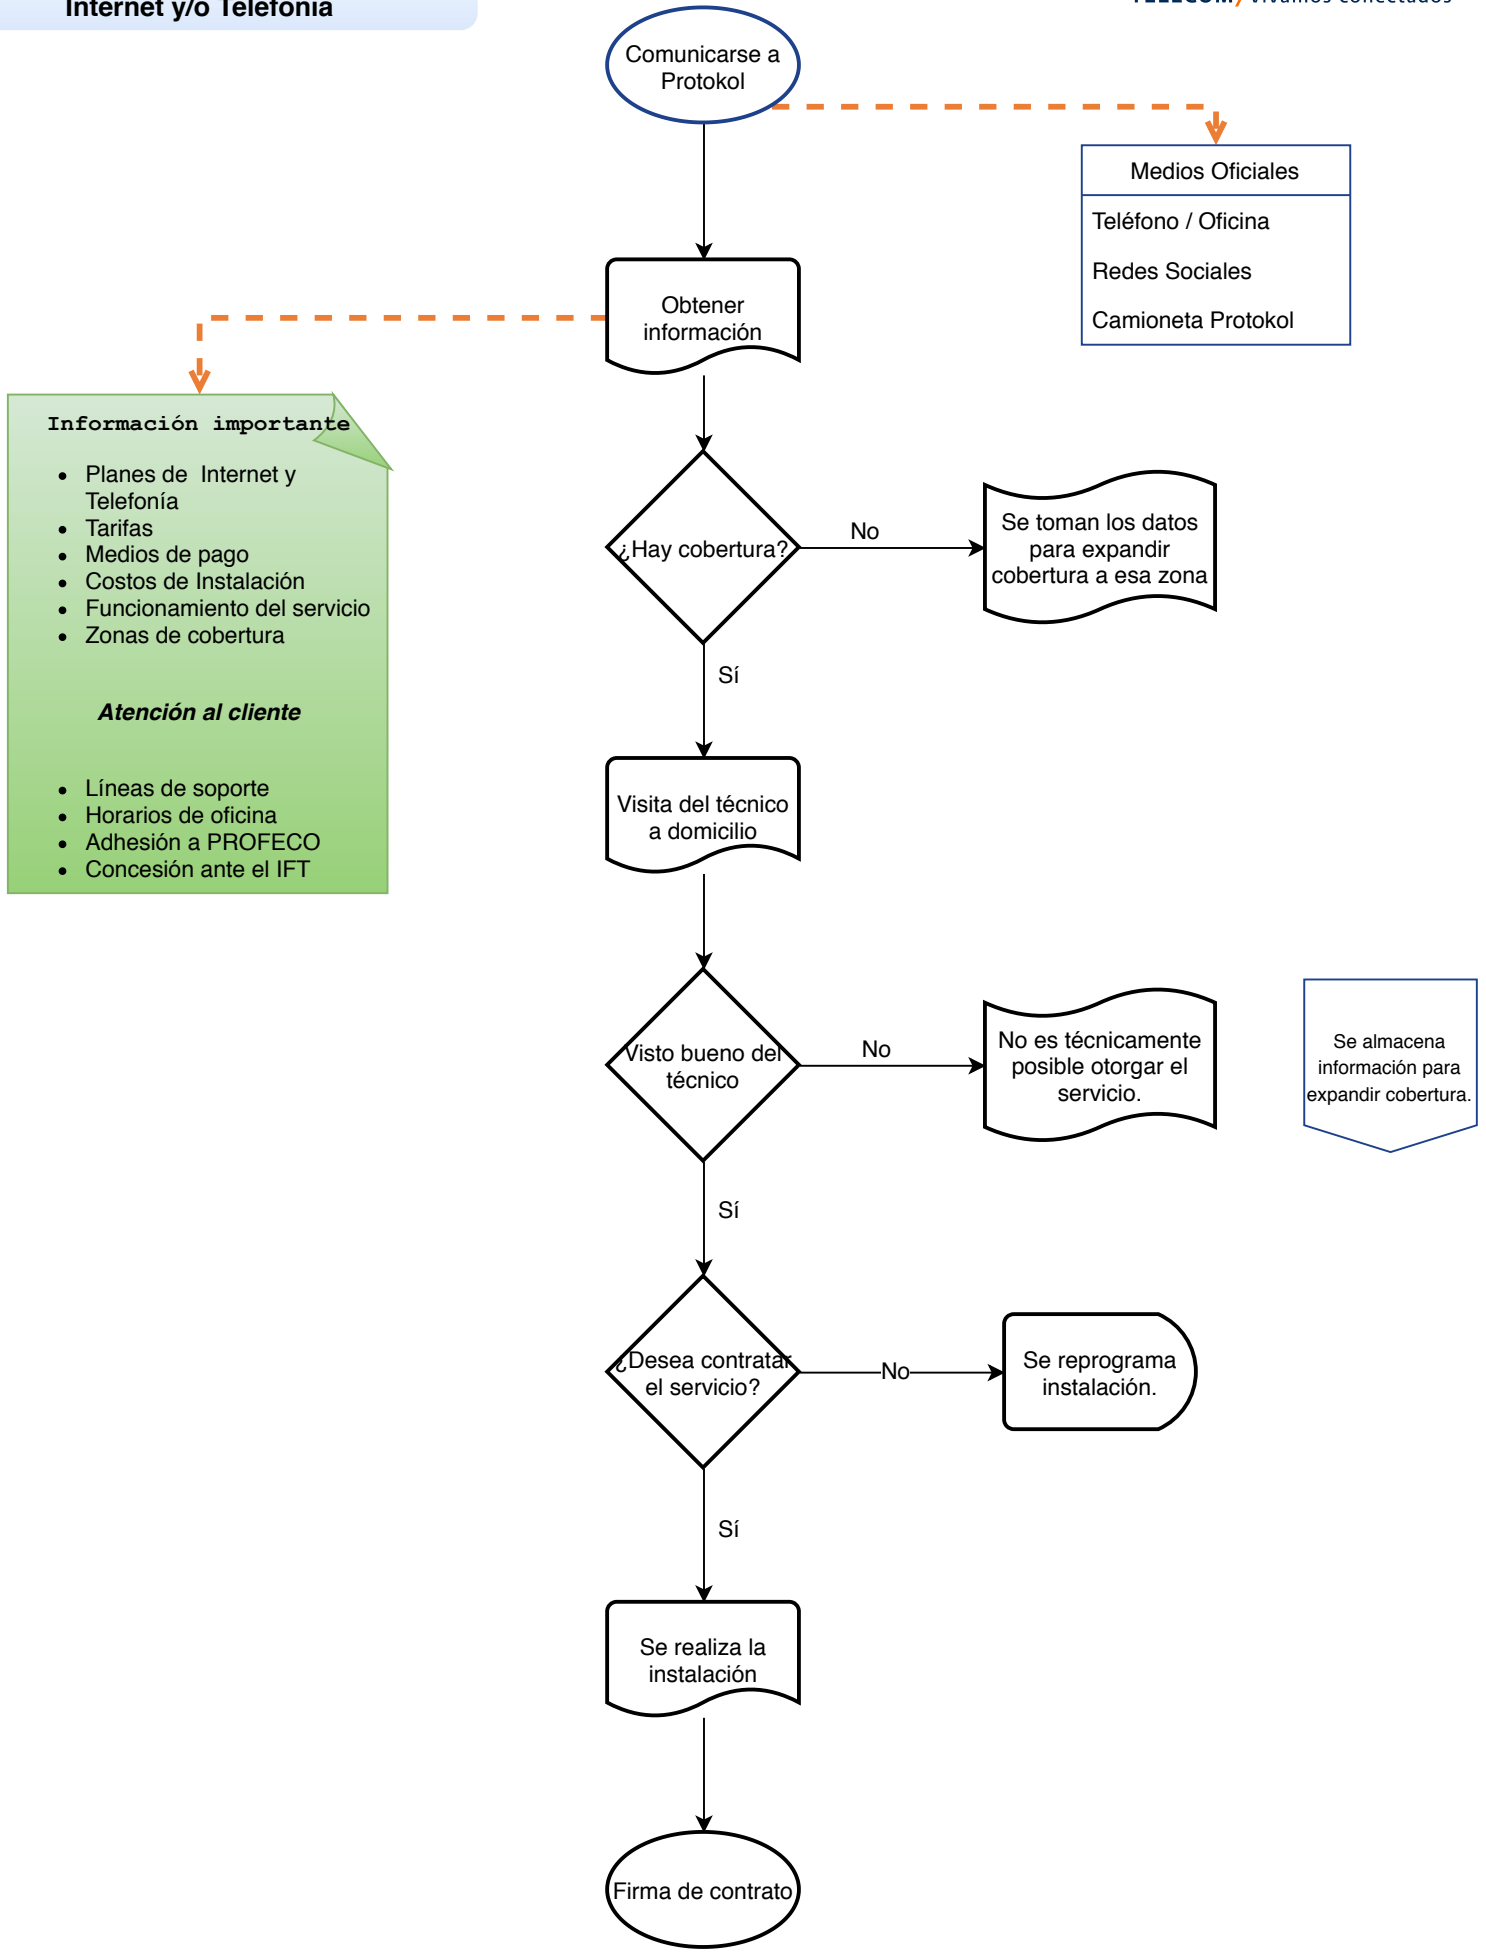 Internet y/o Telefonía
TELECOM/ Vivamos conectados
Comunicarse a
Protokol
Medios Oficiales
Teléfono / Oficina
Redes Sociales
Camioneta Protokol
Obtener
información
Información importante
• Planes de  Internet y
Telefonía
• Tarifas
• Medios de pago
• Costos de Instalación
• Funcionamiento del servicio
• Zonas de cobertura
Atención al cliente
• Líneas de soporte
• Horarios de oficina
• Adhesión a PROFECO
• Concesión ante el IFT
¿Hay cobertura?
No
Se toman los datos
para expandir
cobertura a esa zona
Sí
Visita del técnico
a domicilio
Visto bueno del
técnico
No
No es técnicamente
posible otorgar el
servicio.
Se almacena
información para
expandir cobertura.
Sí
¿Desea contratar
el servicio?
No
Se reprograma
instalación.
Sí
Se realiza la
instalación
Firma de contrato